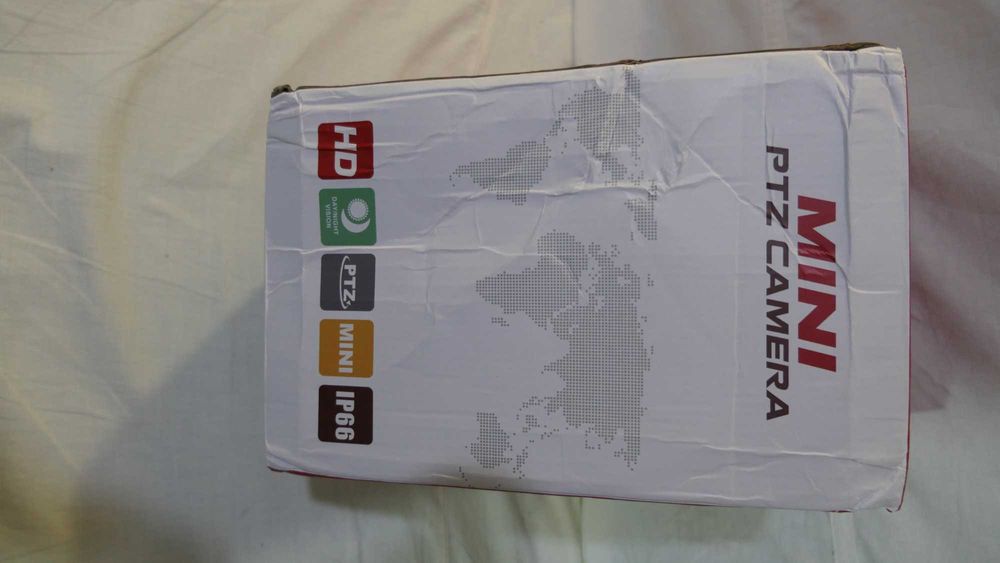 MINI
PTZ CAMERA
HD
DAY/NIGHT
VISION
PTZ
MINI
IP66